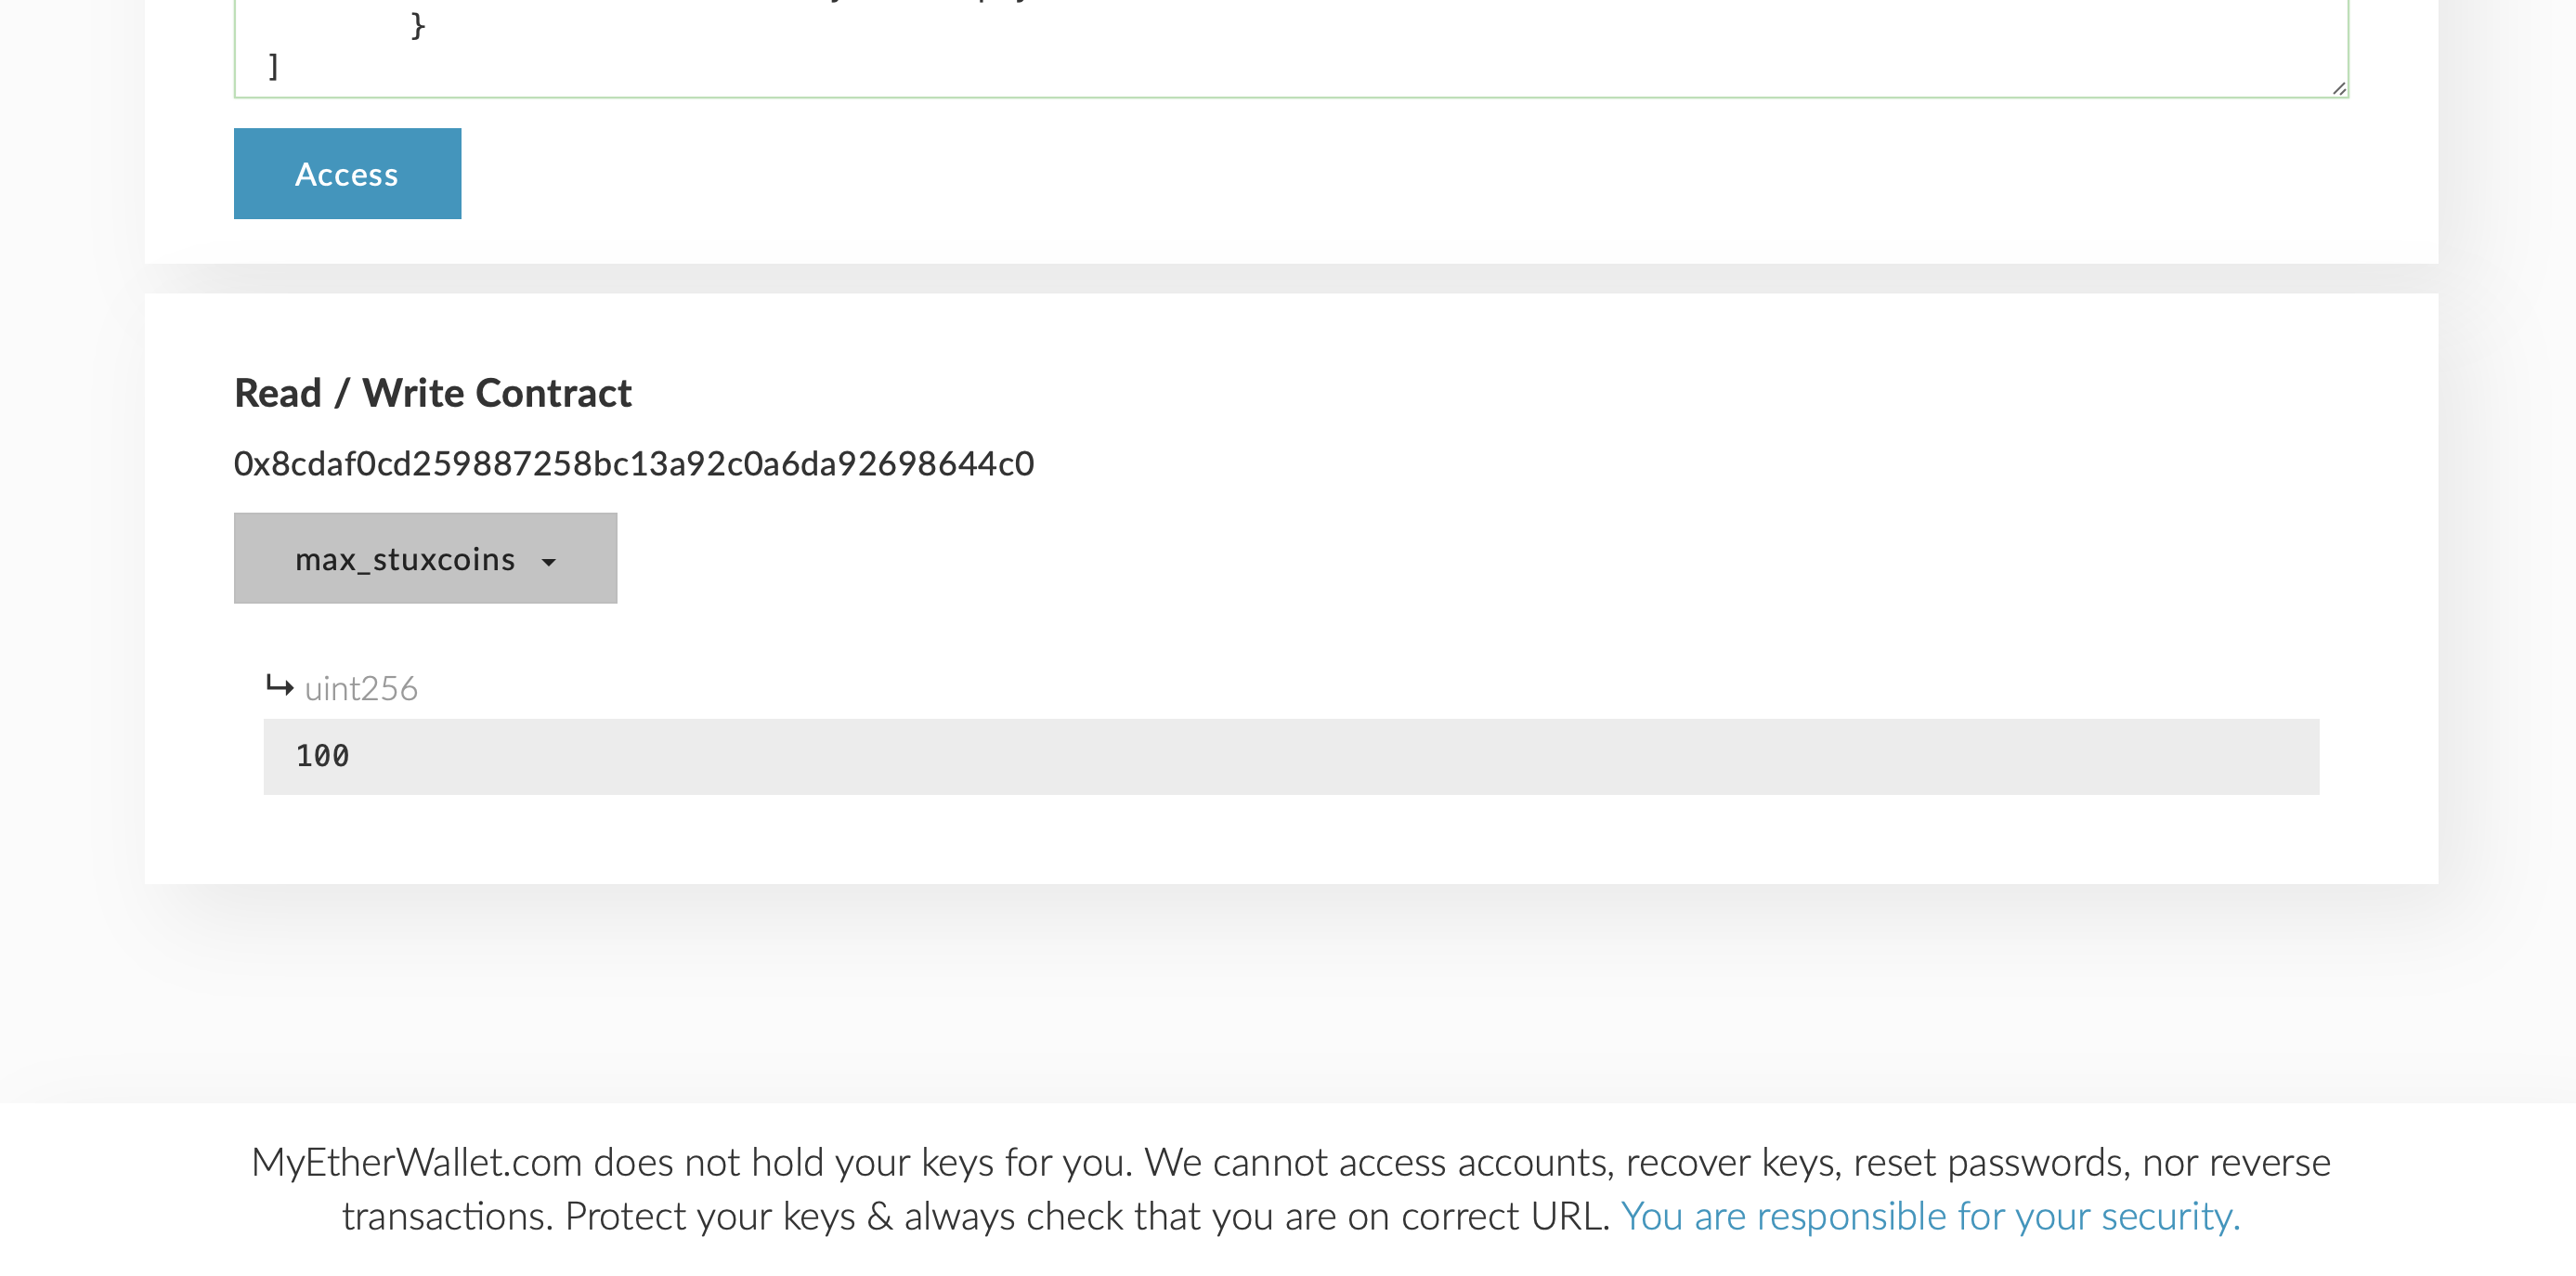 }
]
Access
Read / Write Contract
0x8cdaf0cd259887258bc13a92c0a6da92698644c0
max_stuxcoins
uint256
100
MyEtherWallet.com does not hold your keys for you. We cannot access accounts, recover keys, reset passwords, nor reverse
transactions. Protect your keys & always check that you are on correct URL. You are responsible for your security.